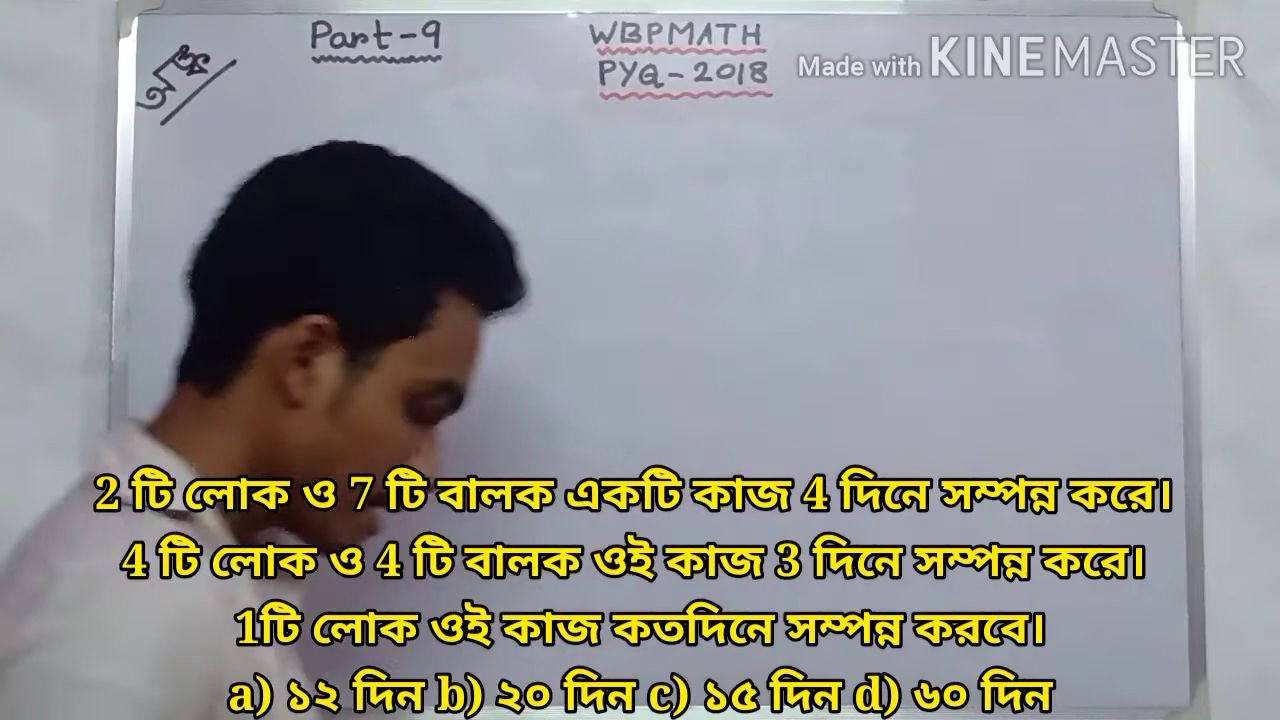 অঙ্ক
Part-9
WBPMATH
PYQ-2018
Made with KINEMASTER
2 টি লোক ও 7 টি বালক একটি কাজ 4 দিনে সম্পন্ন করে।
4 টি লোক ও 4 টি বালক ওই কাজ 3 দিনে সম্পন্ন করে।
1টি লোক ওই কাজ কতদিনে সম্পন্ন করবে।
a) ১২ দিন b) ২০ দিন c) ১৫ দিন d) ৬০ দিন